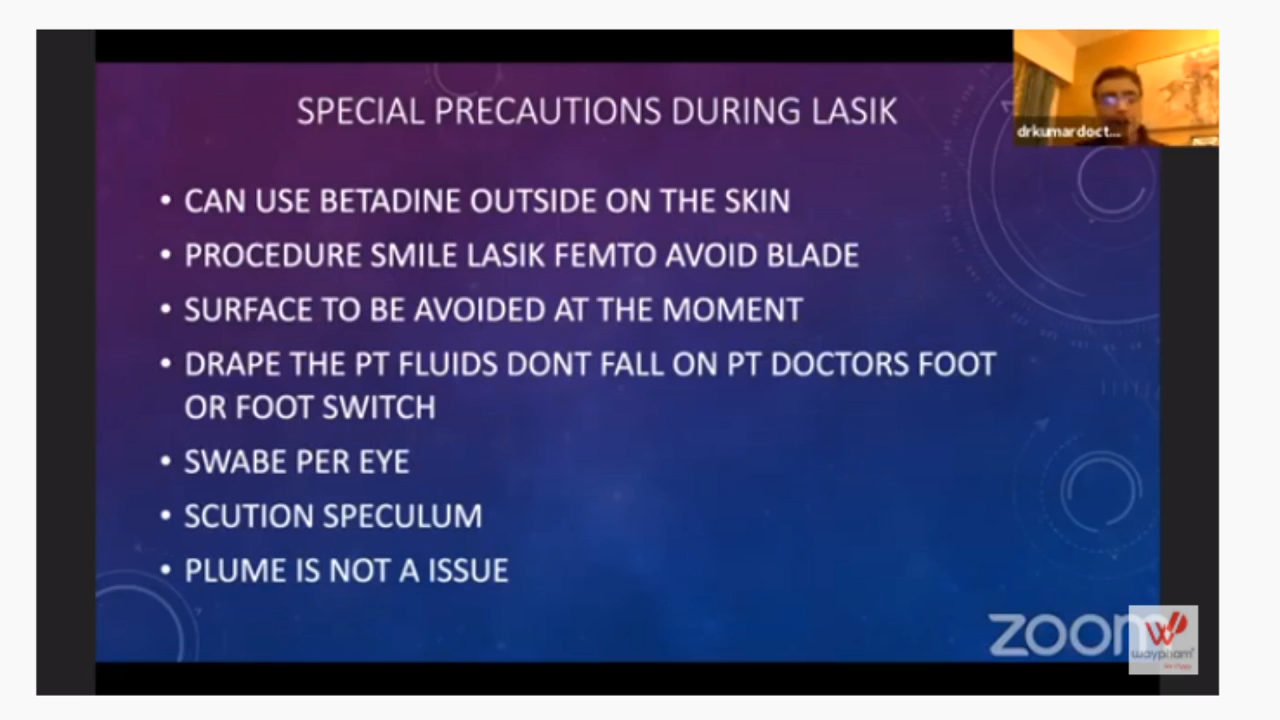 drkumardoct...
SPECIAL PRECAUTIONS DURING LASIK
• CAN USE BETADINE OUTSIDE ON THE SKIN
• PROCEDURE SMILE LASIK FEMTO AVOID BLADE
• SURFACE TO BE AVOIDED AT THE MOMENT
• DRAPE THE PT FLUIDS DONT FALL ON PT DOCTORS FOOT
OR FOOT SWITCH
• SWABE PER EYE
• SCUTION SPECULUM
• PLUME IS NOT A ISSUE
zoom